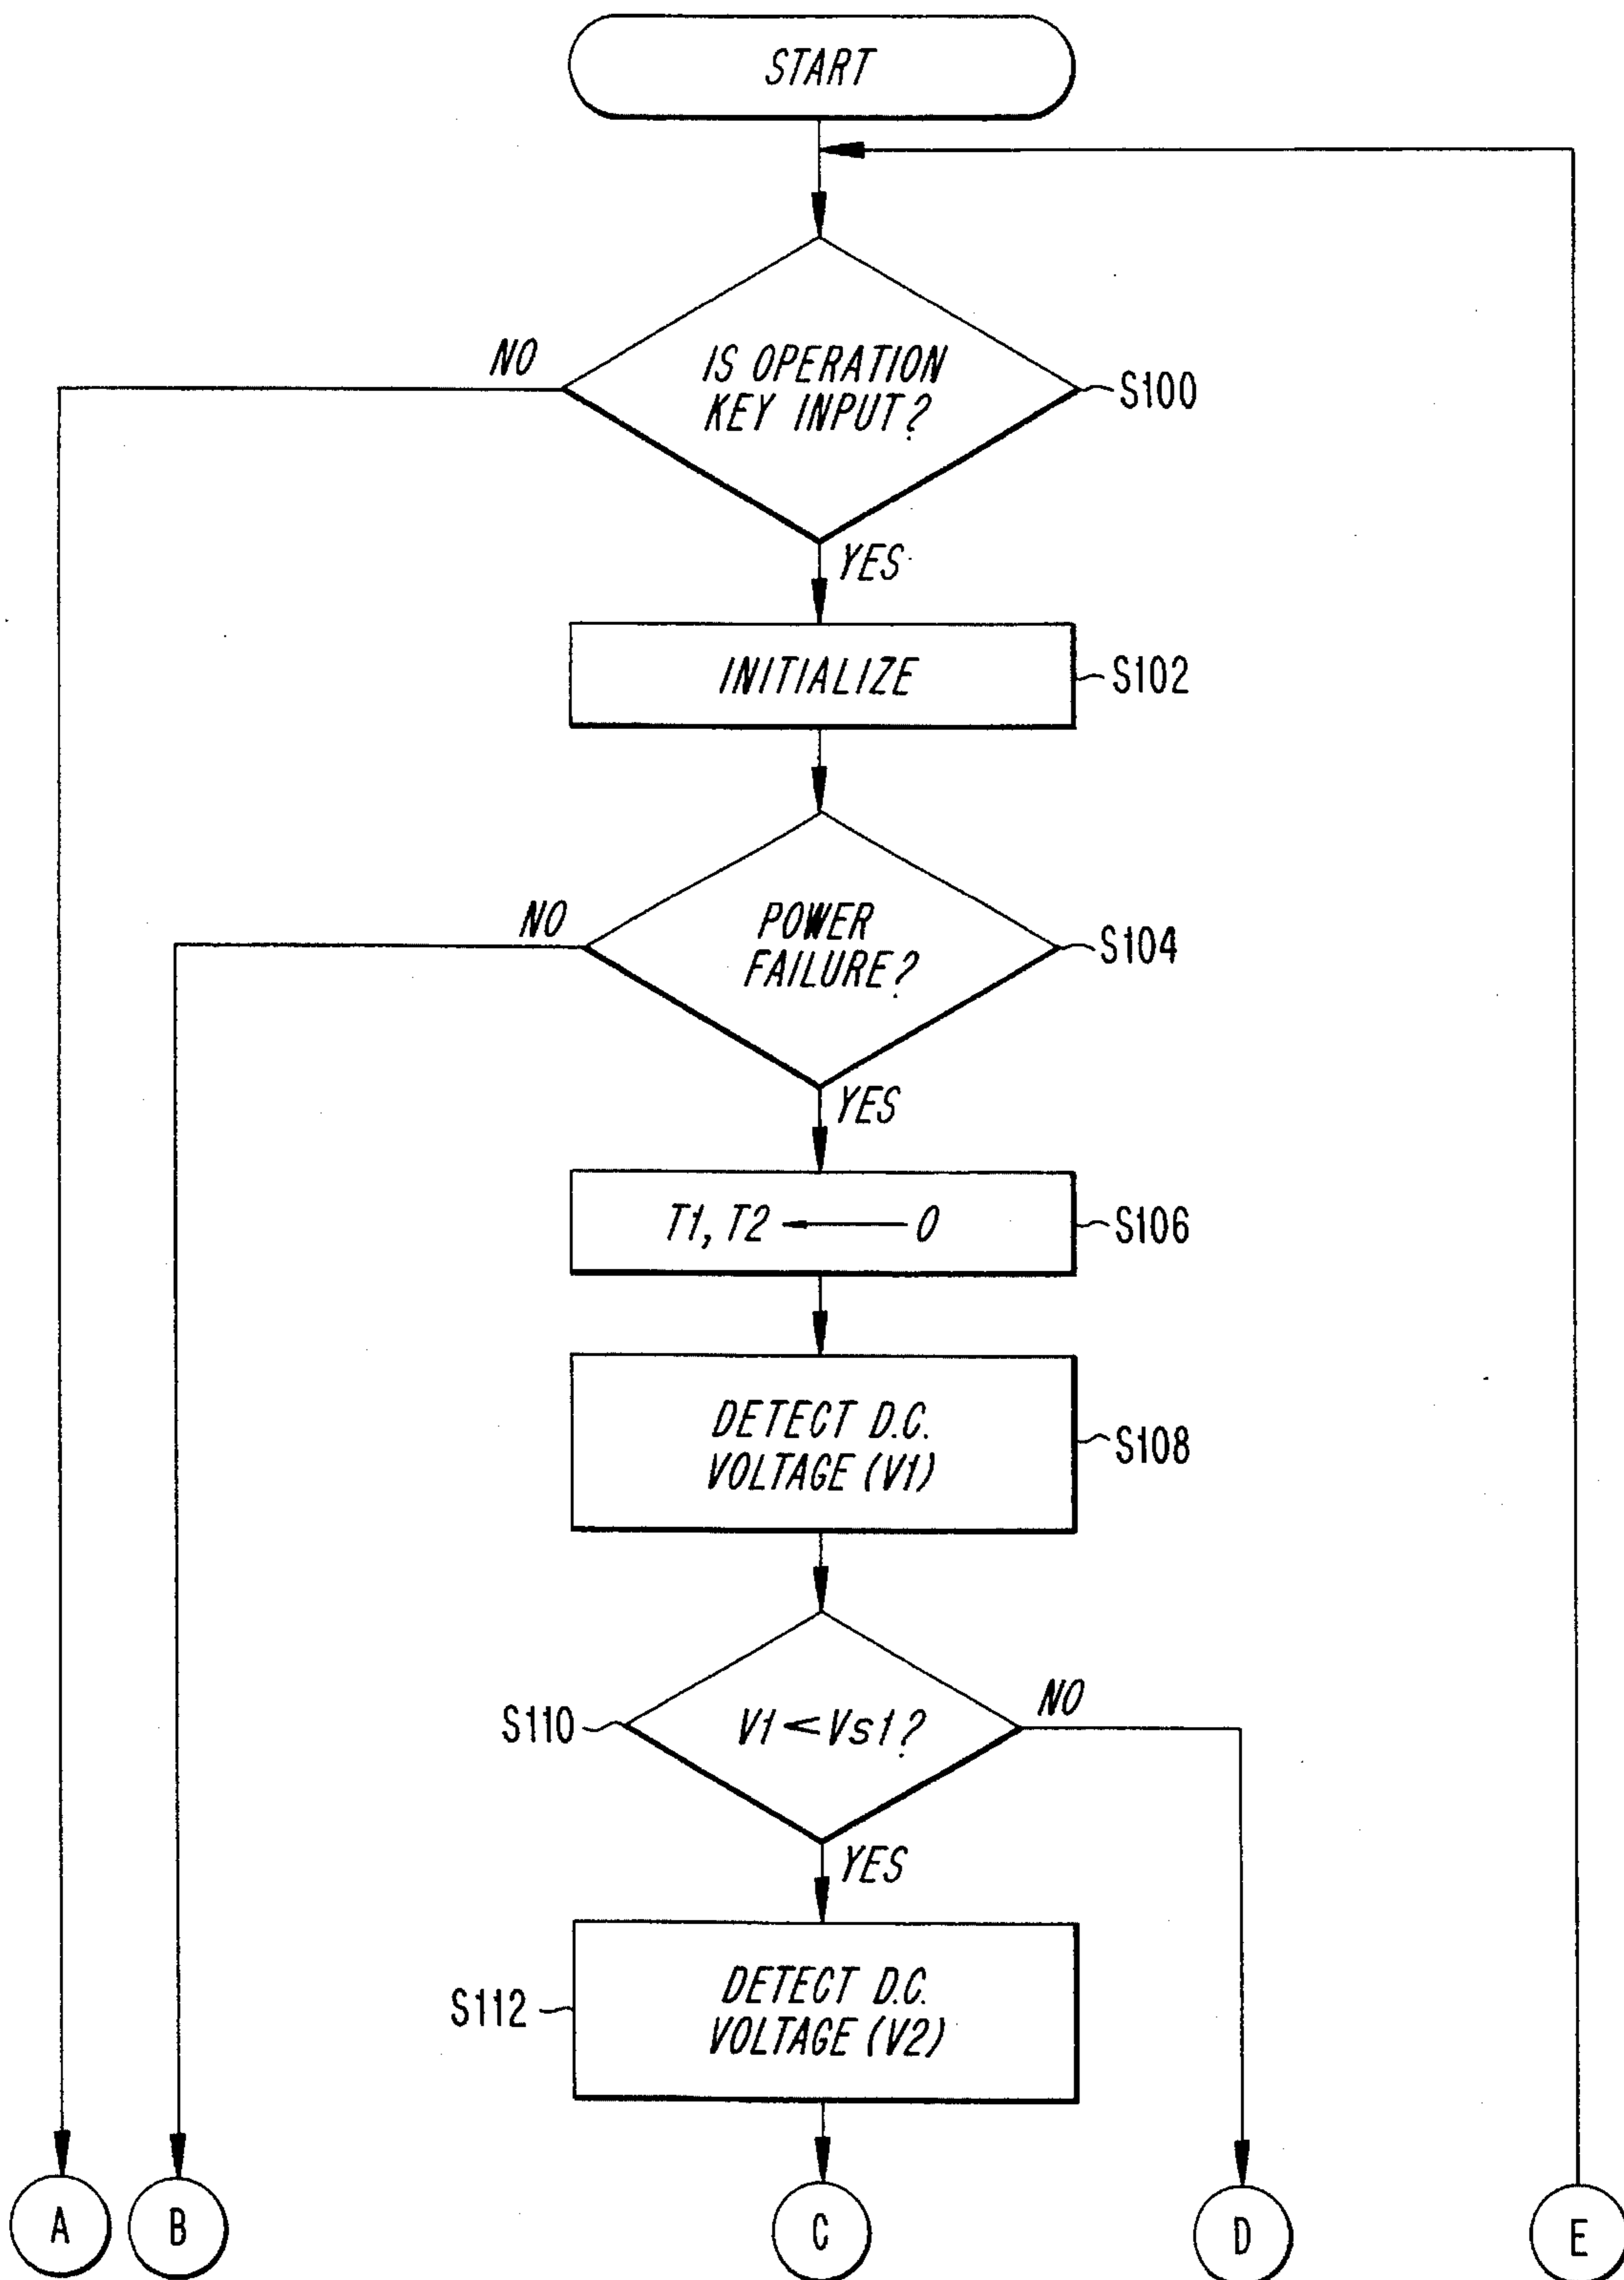 START
NO
IS OPERATION
KEY INPUT?
S100
YES
INITIALIZE
S102
NO
POWER
FAILURE?
S104
YES
T1, T2 ← 0
S106
DETECT D.C.
VOLTAGE (V1)
S108
S110
V1 < Vs1?
NO
YES
S112
DETECT D.C.
VOLTAGE (V2)
A
B
C
D
E